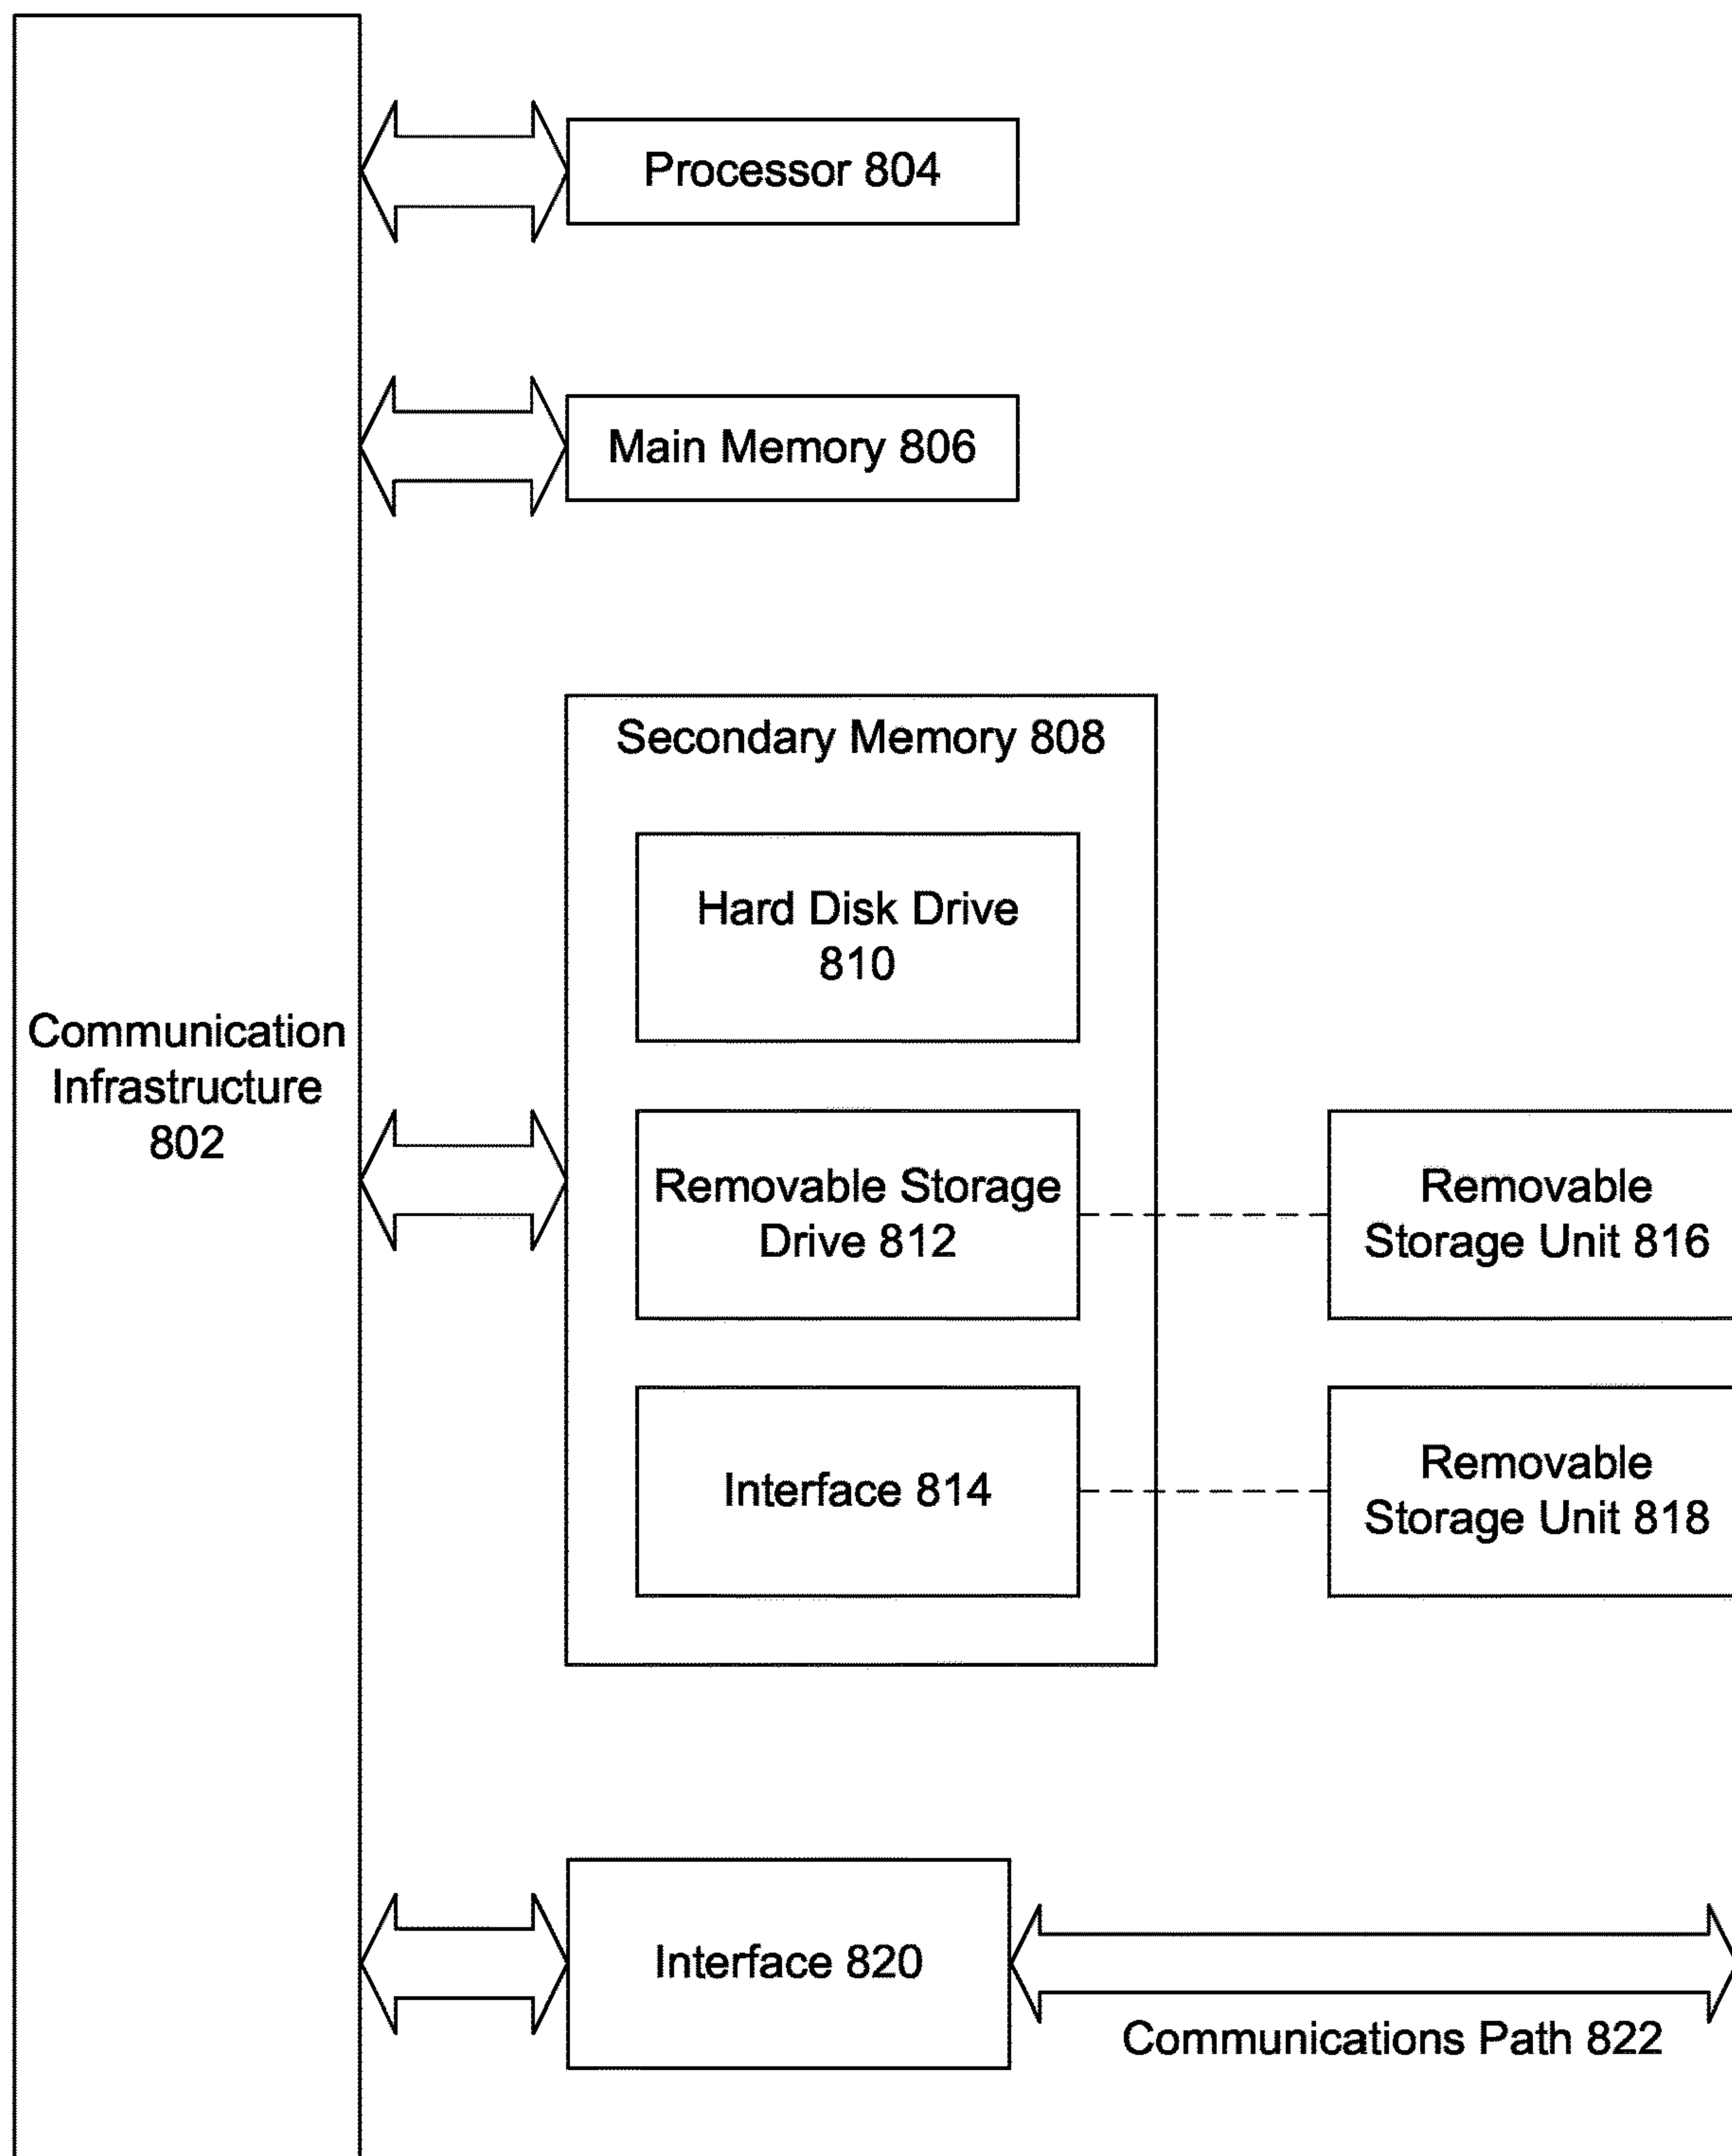 Processor 804
Main Memory 806
Secondary Memory 808
Hard Disk Drive
810
Communication
Infrastructure
802
Removable Storage
Drive 812
Removable
Storage Unit 816
Interface 814
Removable
Storage Unit 818
Interface 820
Communications Path 822